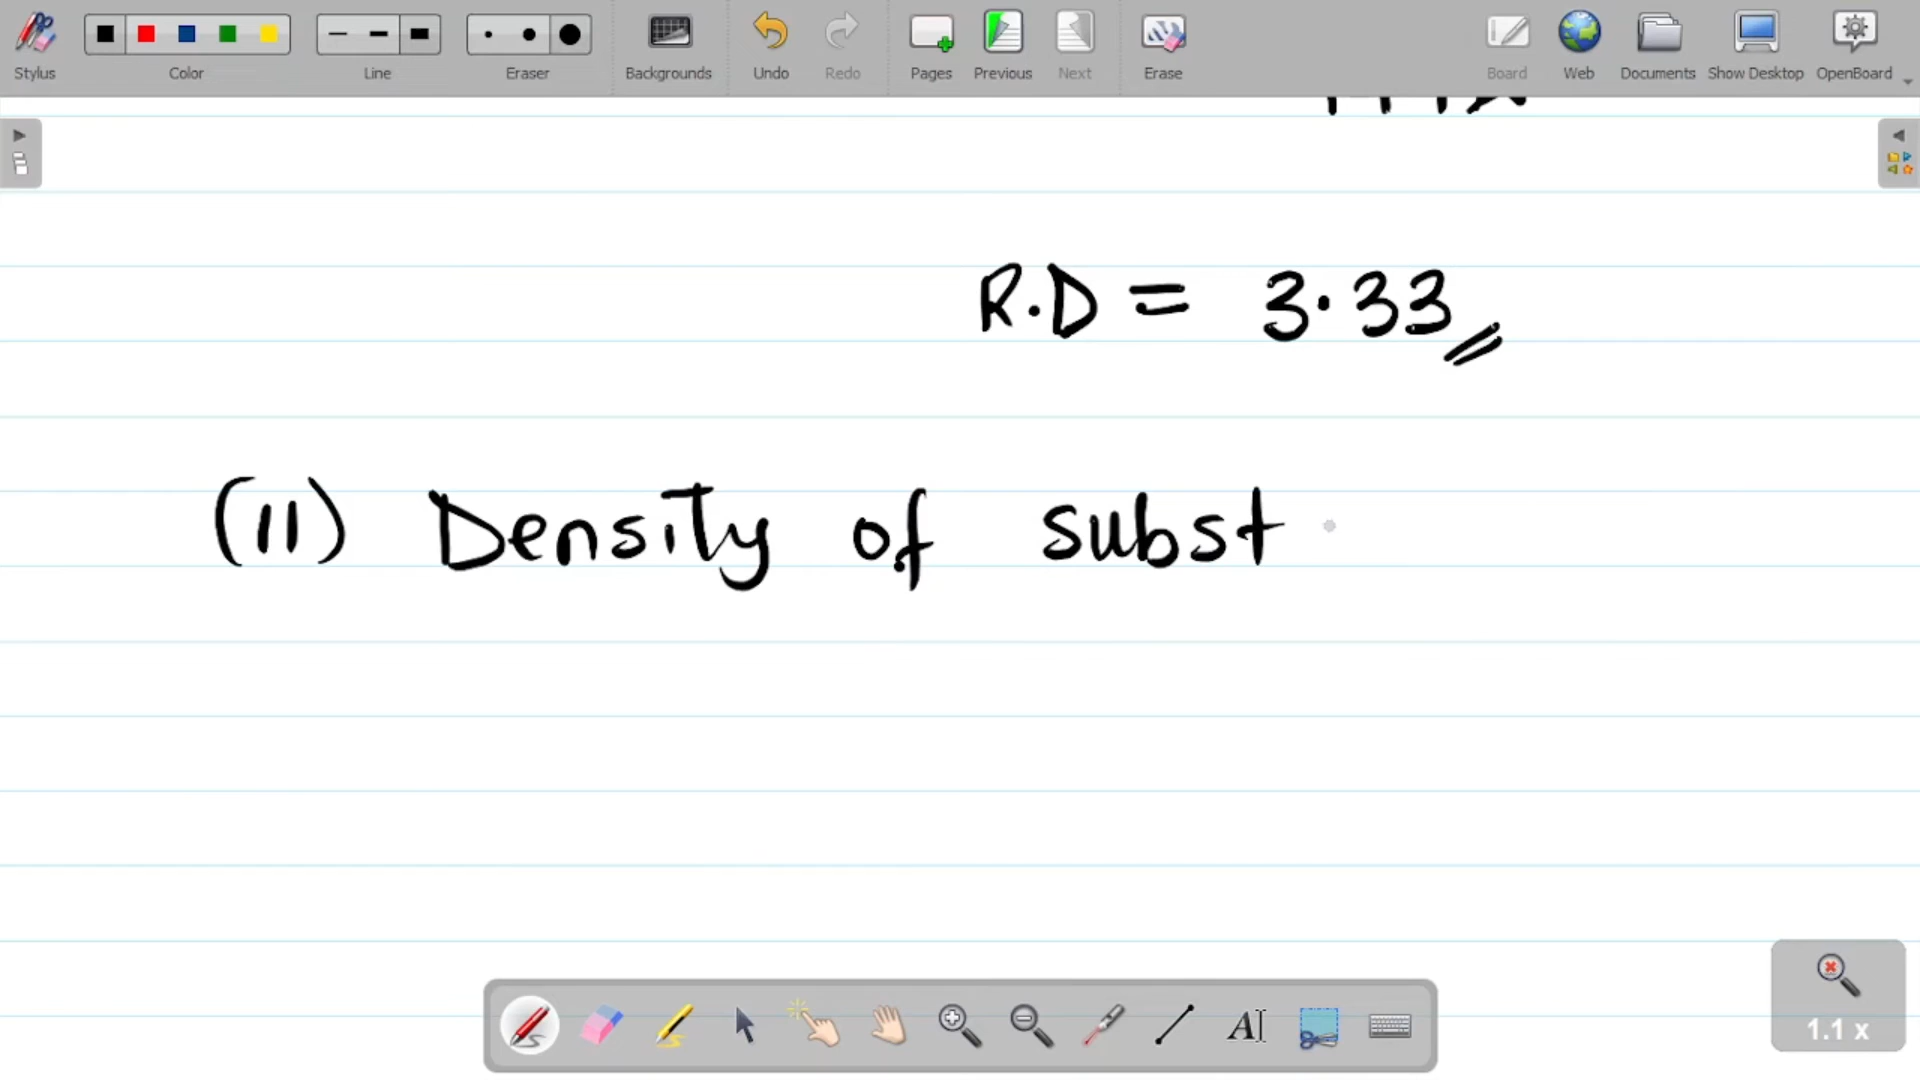 Stylus Color Line Eraser Backgrounds Undo Redo Pages Previous Next Erase Board Web Documents Show Desktop OpenBoard
R.D = 3.33
(11) Density of subst
1.1 x